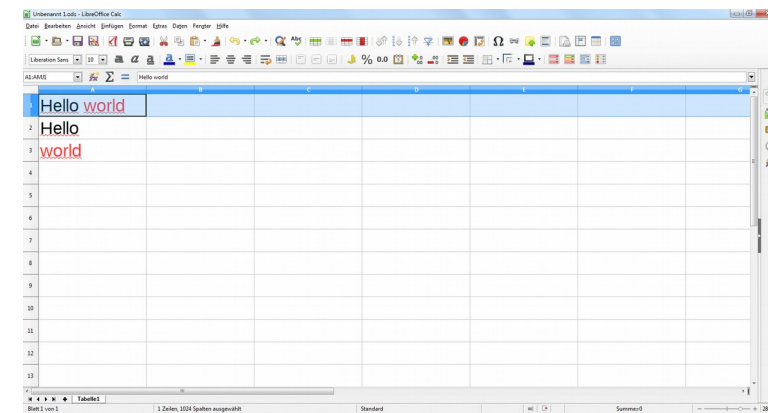 Unbenannt 1.ods - LibreOffice Calc
Datei Bearbeiten Ansicht Einfügen Format Extras Daten Fenster Hilfe
Liberation Sans 10
A1:AMJ1 Hello world
A B C D E F G
1 Hello world
2 Hello
3 world
4
5
6
7
8
9
10
11
12
13
Tabelle1
Blatt 1 von 1 1 Zeilen, 1024 Spalten ausgewählt Standard Summe=0 28